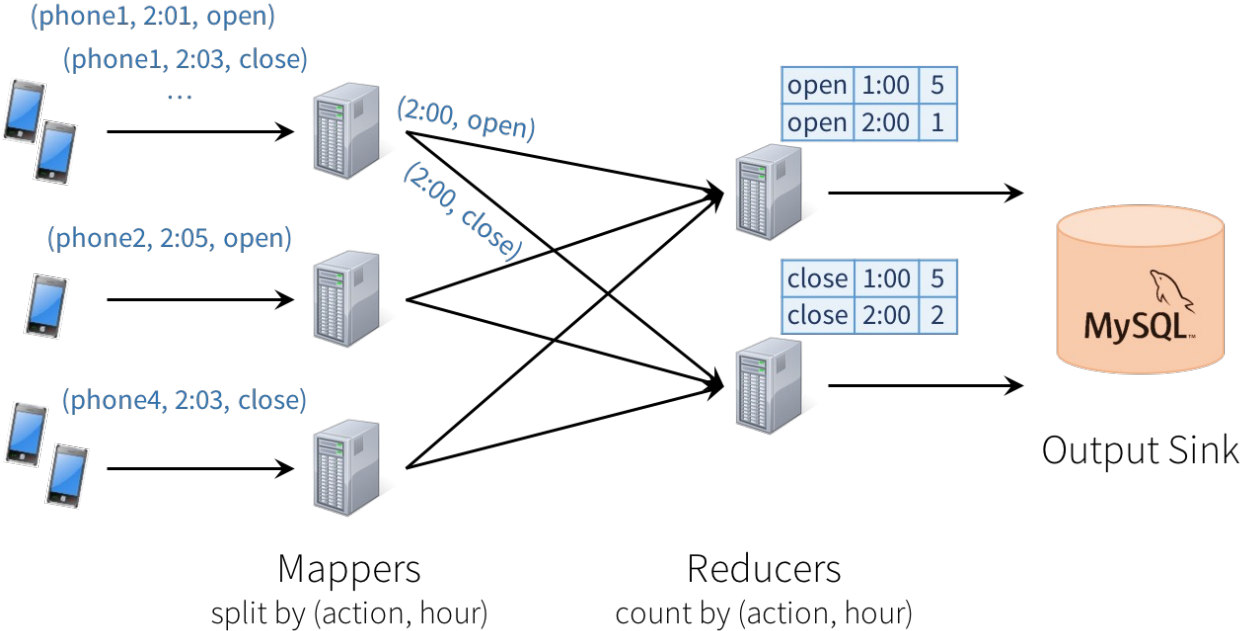 (phone1, 2:01, open)
(phone1, 2:03, close)
...
(2:00, open)
(2:00, close)
open 1:00 5
open 2:00 1
(phone2, 2:05, open)
close 1:00 5
close 2:00 2
MySQL™
(phone4, 2:03, close)
Output Sink
Mappers
split by (action, hour)
Reducers
count by (action, hour)